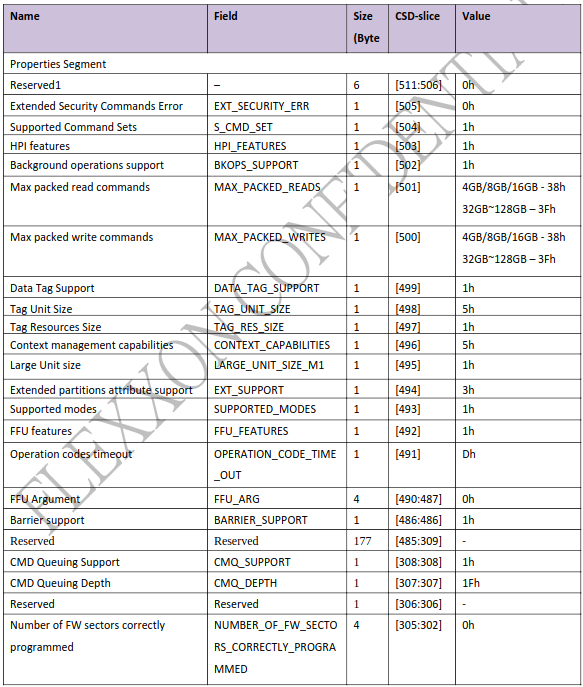 Name Field Size (Byte CSD-slice Value
Properties Segment
Reserved1 – 6 [511:506] 0h
Extended Security Commands Error EXT_SECURITY_ERR 1 [505] 0h
Supported Command Sets S_CMD_SET 1 [504] 1h
HPI features HPI_FEATURES 1 [503] 1h
Background operations support BKOPS_SUPPORT 1 [502] 1h
Max packed read commands MAX_PACKED_READS 1 [501] 4GB/8GB/16GB - 38h
32GB~128GB – 3Fh
Max packed write commands MAX_PACKED_WRITES 1 [500] 4GB/8GB/16GB - 38h
32GB~128GB – 3Fh
Data Tag Support DATA_TAG_SUPPORT 1 [499] 1h
Tag Unit Size TAG_UNIT_SIZE 1 [498] 5h
Tag Resources Size TAG_RES_SIZE 1 [497] 1h
Context management capabilities CONTEXT_CAPABILITIES 1 [496] 5h
Large Unit size LARGE_UNIT_SIZE_M1 1 [495] 1h
Extended partitions attribute support EXT_SUPPORT 1 [494] 3h
Supported modes SUPPORTED_MODES 1 [493] 1h
FFU features FFU_FEATURES 1 [492] 1h
Operation codes timeout OPERATION_CODE_TIME 1 [491] Dh
_OUT
FFU Argument FFU_ARG 4 [490:487] 0h
Barrier support BARRIER_SUPPORT 1 [486:486] 1h
Reserved Reserved 177 [485:309] -
CMD Queuing Support CMQ_SUPPORT 1 [308:308] 1h
CMD Queuing Depth CMQ_DEPTH 1 [307:307] 1Fh
Reserved Reserved 1 [306:306] -
Number of FW sectors correctly NUMBER_OF_FW_SECTO 4 [305:302] 0h
programmed RS_CORRECTLY_PROGRA
MMED
FLEXXON CONFIDENTIA